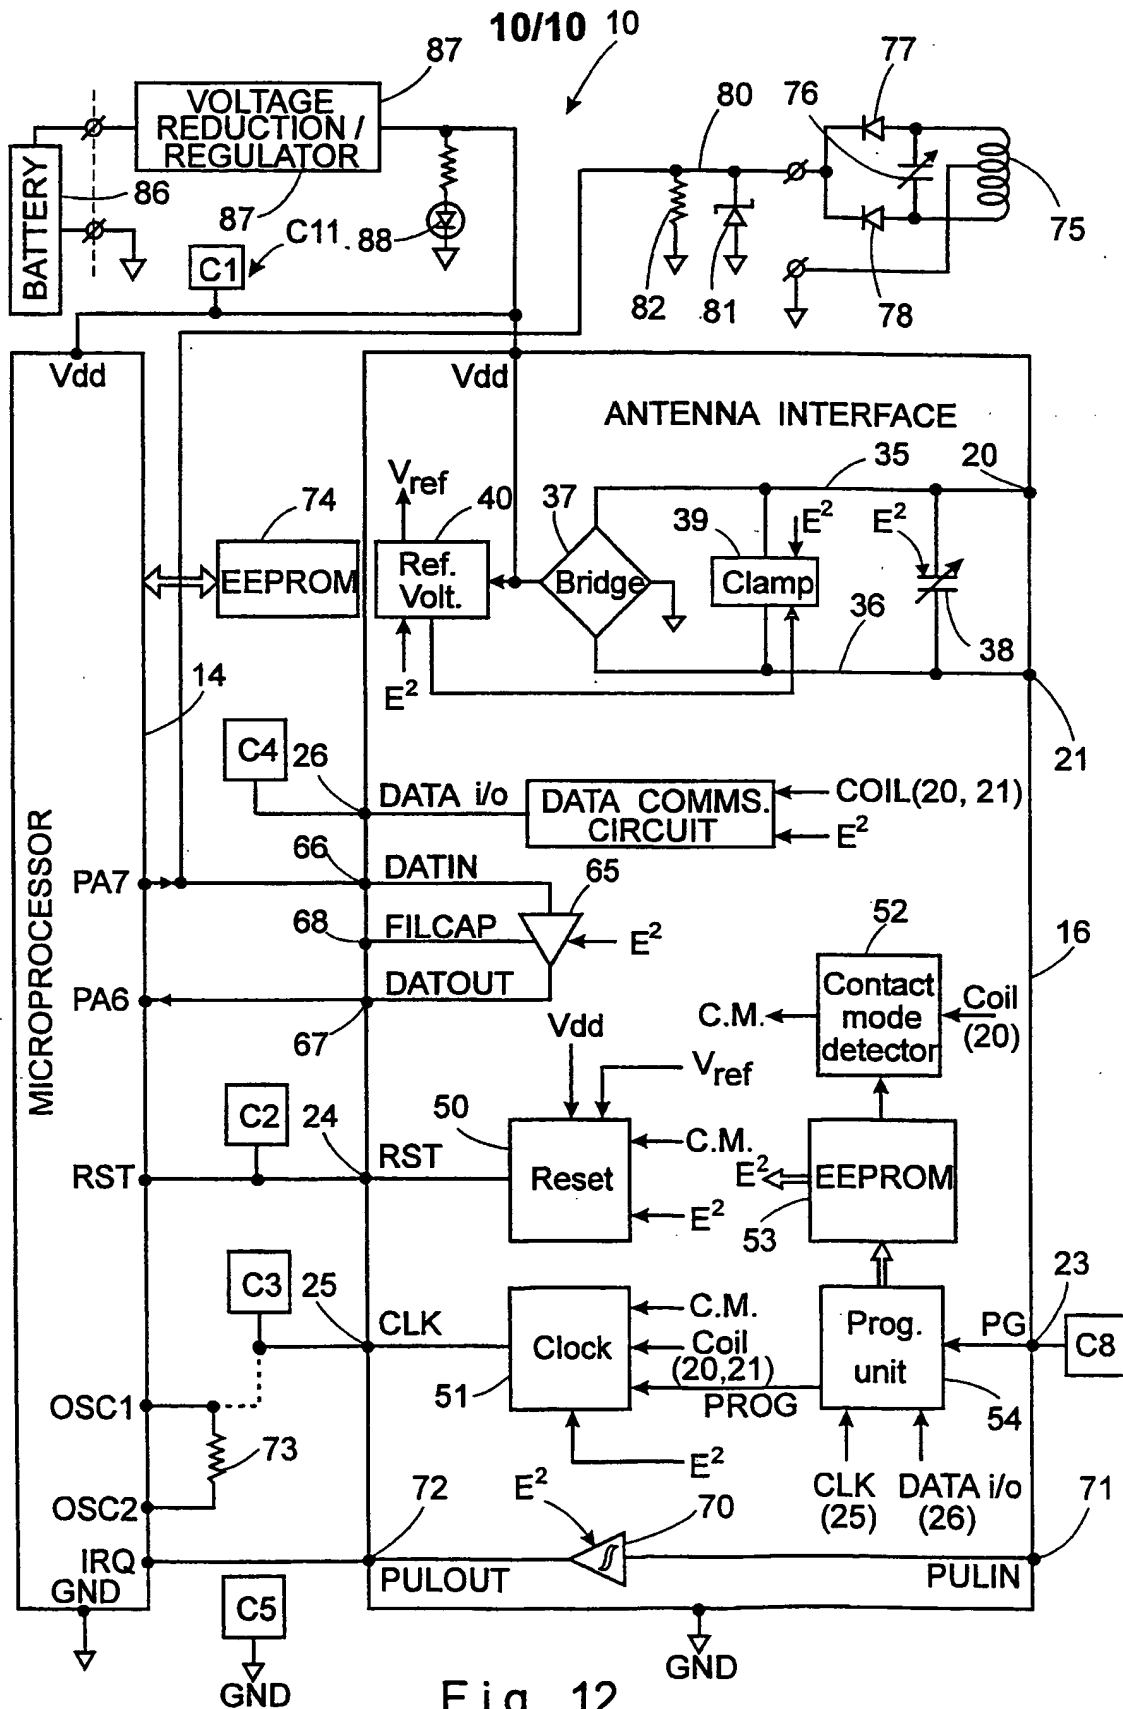 10/10
10
87
VOLTAGE
REDUCTION /
REGULATOR
BATTERY
86
87
88
C11
C1
80
82
81
77
76
75
78
Vdd
Vdd
ANTENNA INTERFACE
Vref
40
37
39
E²
35
E²
20
74
EEPROM
Ref.
Volt.
Bridge
Clamp
36
38
E²
14
21
C4
26
DATA i/o
DATA COMMS.
CIRCUIT
COIL(20, 21)
E²
MICROPROCESSOR
PA7
66
DATIN
65
68
FILCAP
E²
52
16
PA6
DATOUT
67
Vdd
C.M.
Contact
mode
detector
Coil
(20)
Vref
C2
24
50
RST
RST
Reset
C.M.
E²
E²
EEPROM
53
C3
25
CLK
Clock
51
C.M.
Coil
(20,21)
PROG
Prog.
unit
PG
23
C8
54
OSC1
73
OSC2
E²
CLK
(25)
DATA i/o
(26)
71
72
E²
70
IRQ
PULOUT
PULIN
GND
C5
GND
GND
Fig. 12